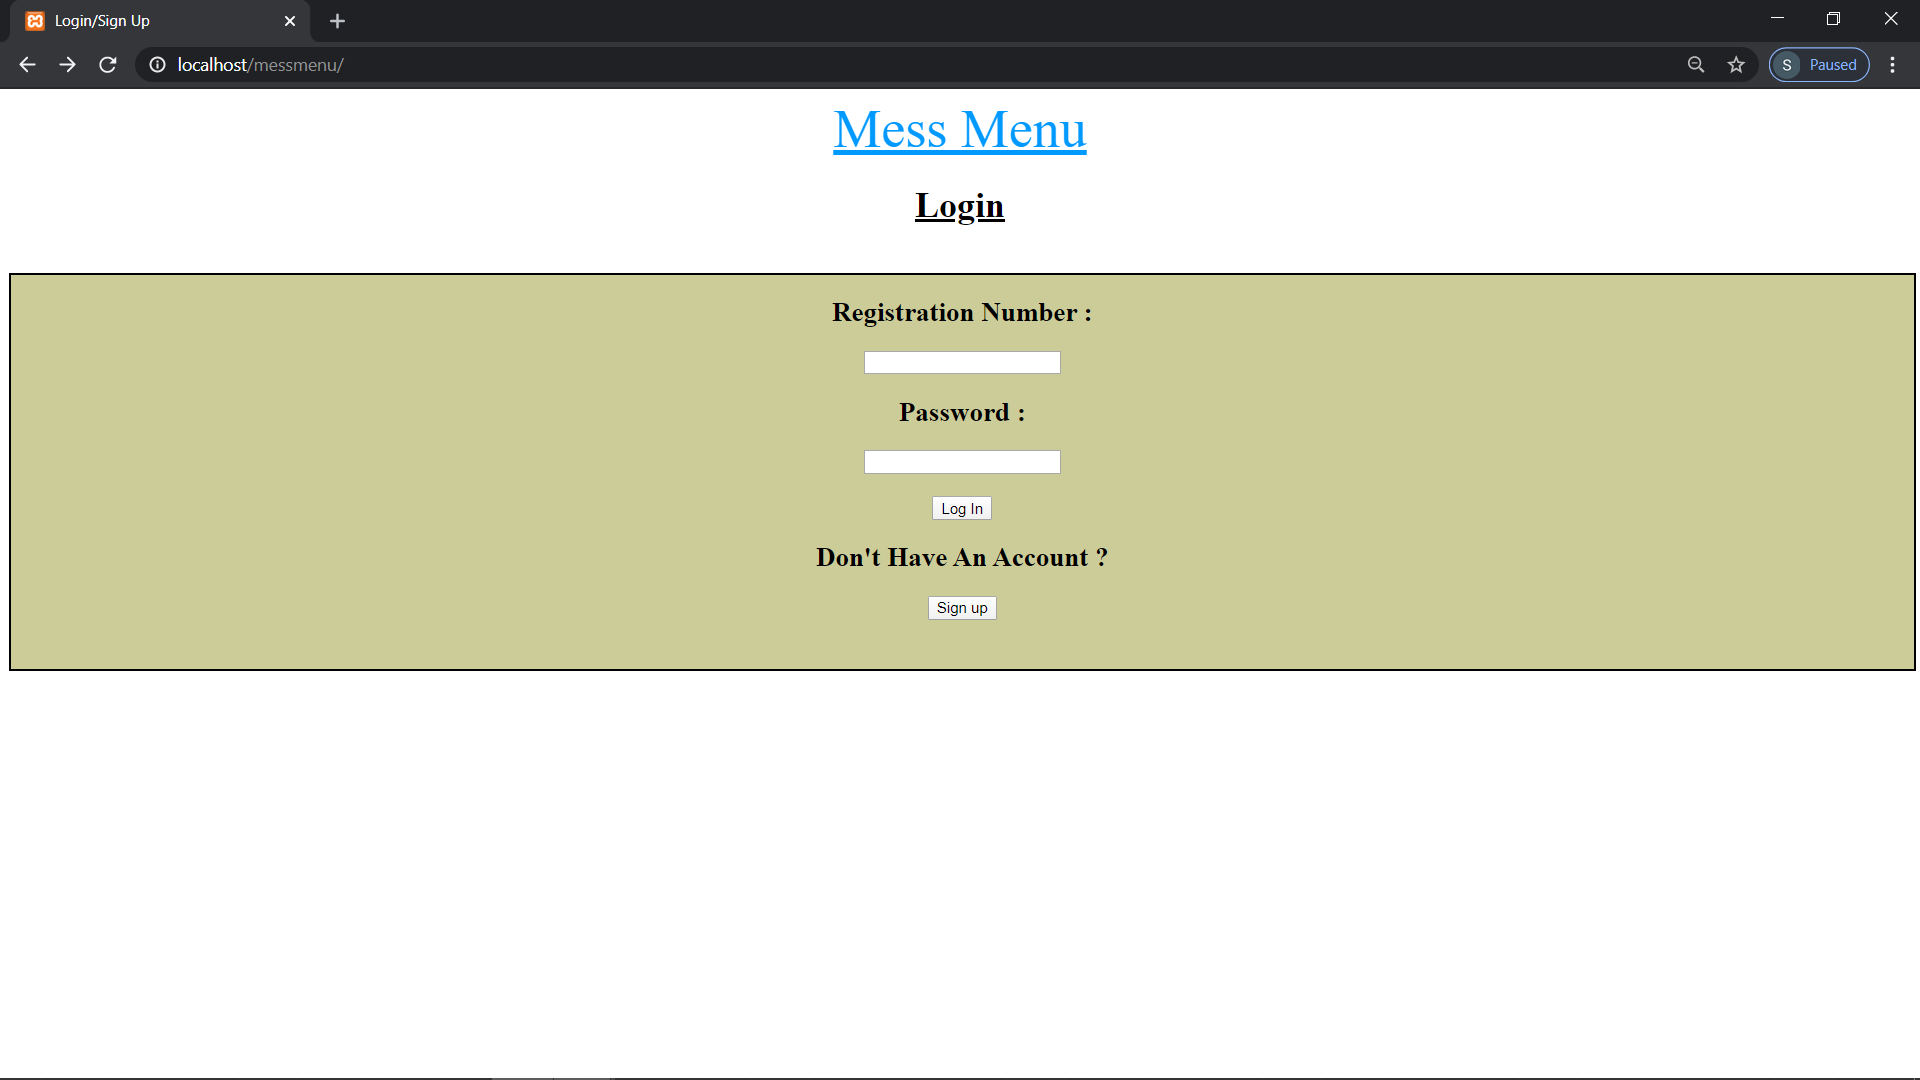 Login/Sign Up
localhost/messmenu/
S Paused
Mess Menu
Login
Registration Number :
Password :
Log In
Don't Have An Account ?
Sign up